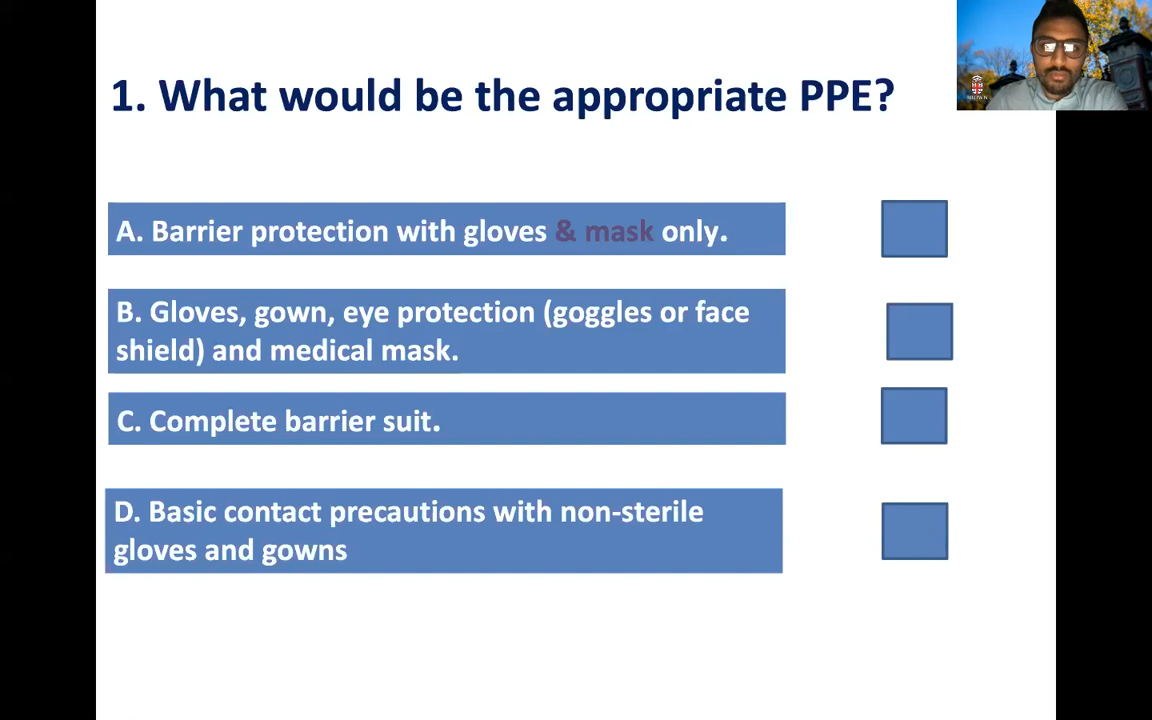 1. What would be the appropriate PPE?
A. Barrier protection with gloves & mask only.
B. Gloves, gown, eye protection (goggles or face
shield) and medical mask.
C. Complete barrier suit.
D. Basic contact precautions with non-sterile
gloves and gowns
BROWN